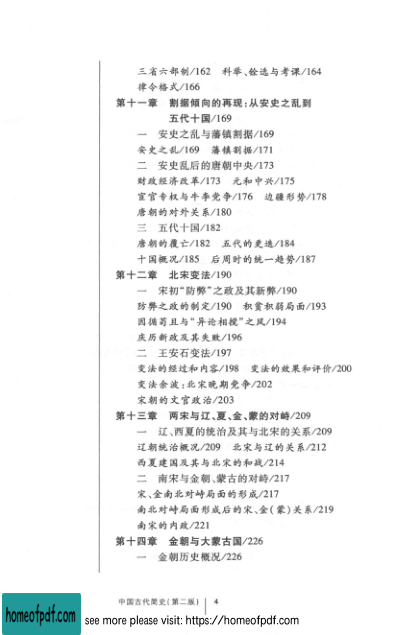 三省六部制/162 科举、铨选与考课/164
律令格式/166
第十一章 割据倾向的再现:从安史之乱到
五代十国/169
一 安史之乱与藩镇割据/169
安史之乱/169 藩镇割据/171
二 安史乱后的唐朝中央/173
财政经济改革/173 元和中兴/175
宦官专权与牛李党争/176 边疆形势/178
唐朝的对外关系/180
三 五代十国/182
唐朝的覆亡/182 五代的更迭/184
十国概况/185 后周时的统一趋势/187
第十二章 北宋变法/190
一 宋初“防弊”之政及其新弊/190
防弊之政的制定/190 积贫积弱局面/193
因循苟且与“异论相搅”之风/194
庆历新政及其失败/196
二 王安石变法/197
变法的经过和内容/198 变法的效果和评价/200
变法余波:北宋晚期党争/202
宋朝的文官政治/203
第十三章 两宋与辽、夏、金、蒙的对峙/209
一 辽、西夏的统治及其与北宋的关系/209
辽朝统治概况/209 北宋与辽的关系/212
西夏建国及其与北宋的和战/214
二 南宋与金朝、蒙古的对峙/217
宋、金南北对峙局面的形成/217
南北对峙局面形成后的宋、金(蒙)关系/219
南宋的内政/221
第十四章 金朝与大蒙古国/226
一 金朝历史概况/226
中国古代简史(第二版) 4
homeofpdf.com
see more please visit: https://homeofpdf.com